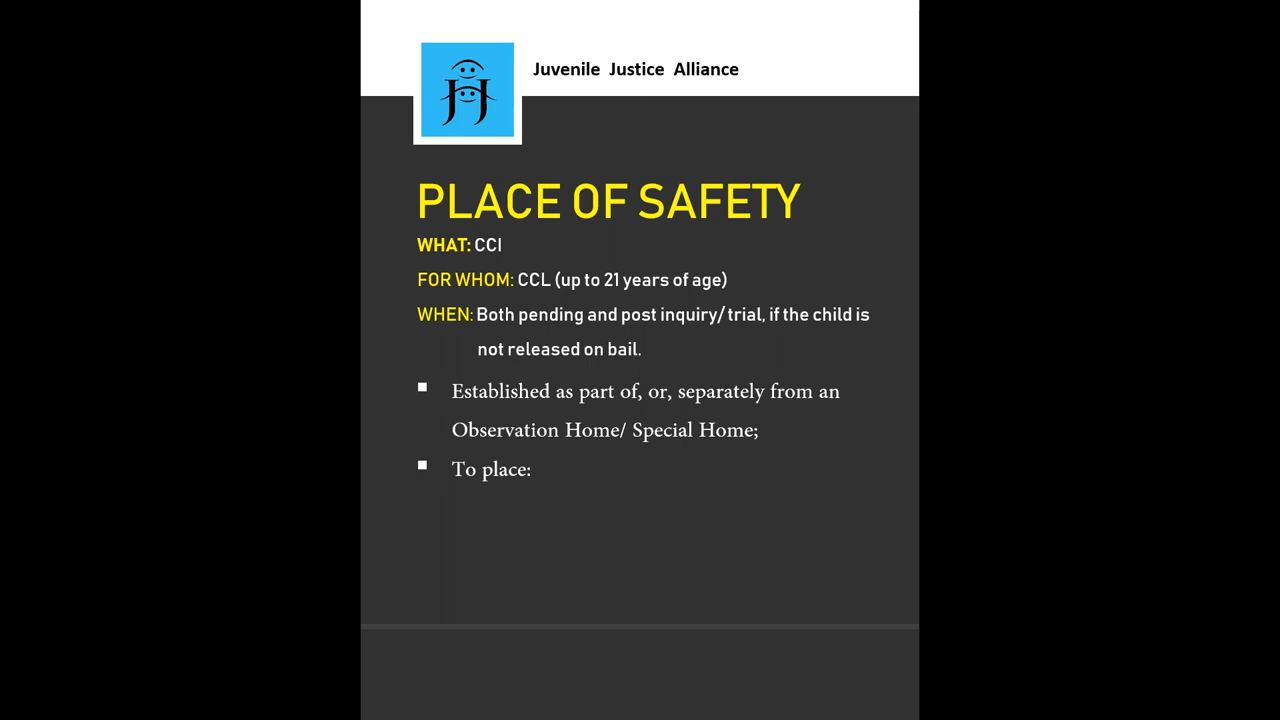 Juvenile Justice Alliance
PLACE OF SAFETY
WHAT: CCI
FOR WHOM: CCL (up to 21 years of age)
WHEN: Both pending and post inquiry/ trial, if the child is
not released on bail.
Established as part of, or, separately from an
Observation Home/ Special Home;
To place: